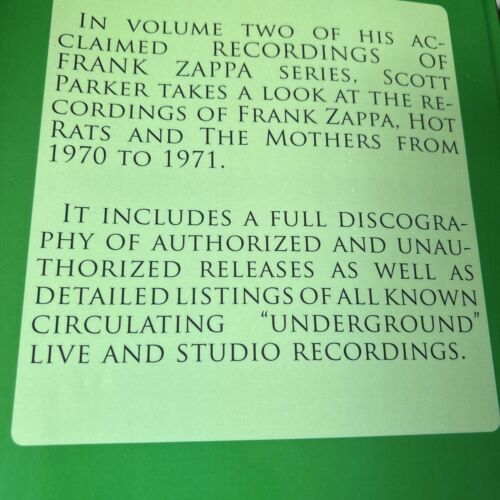 IN VOLUME TWO OF HIS AC-
CLAIMED RECORDINGS OF
FRANK ZAPPA SERIES, SCOTT
PARKER TAKES A LOOK AT THE RE-
CORDINGS OF FRANK ZAPPA, HOT
RATS AND THE MOTHERS FROM
1970 TO 1971.
IT INCLUDES A FULL DISCOGRA-
PHY OF AUTHORIZED AND UNAU-
THORIZED RELEASES AS WELL AS
DETAILED LISTINGS OF ALL KNOWN
CIRCULATING “UNDERGROUND”
LIVE AND STUDIO RECORDINGS.